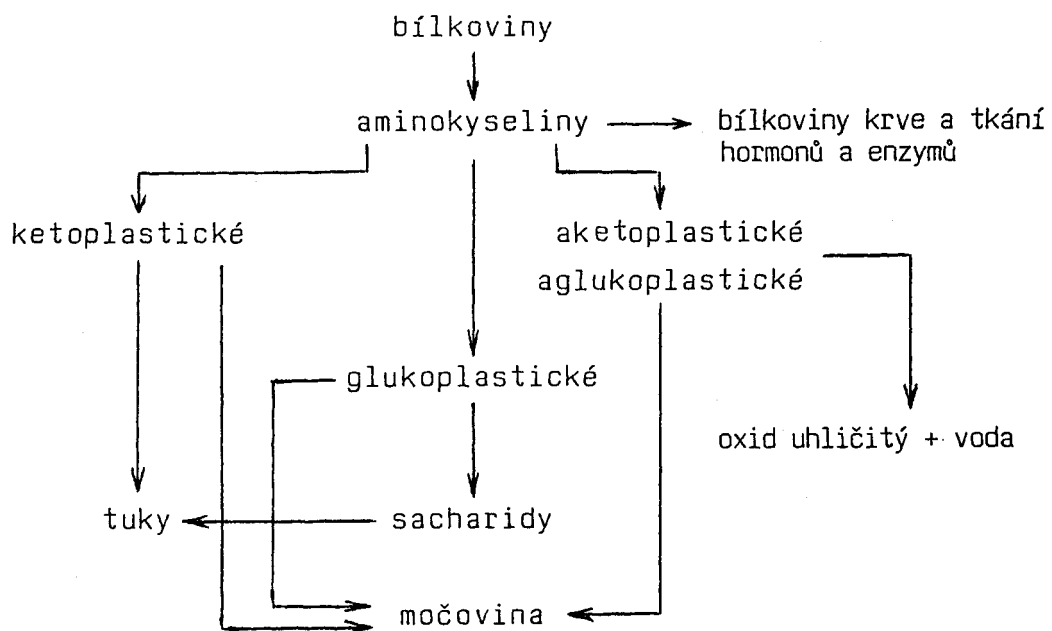 bílkoviny
aminokyseliny
bílkoviny krve a tkání
hormonů a enzymů
ketoplastické
aketoplastické
aglukoplastické
glukoplastické
oxid uhličitý + voda
tuky
sacharidy
močovina